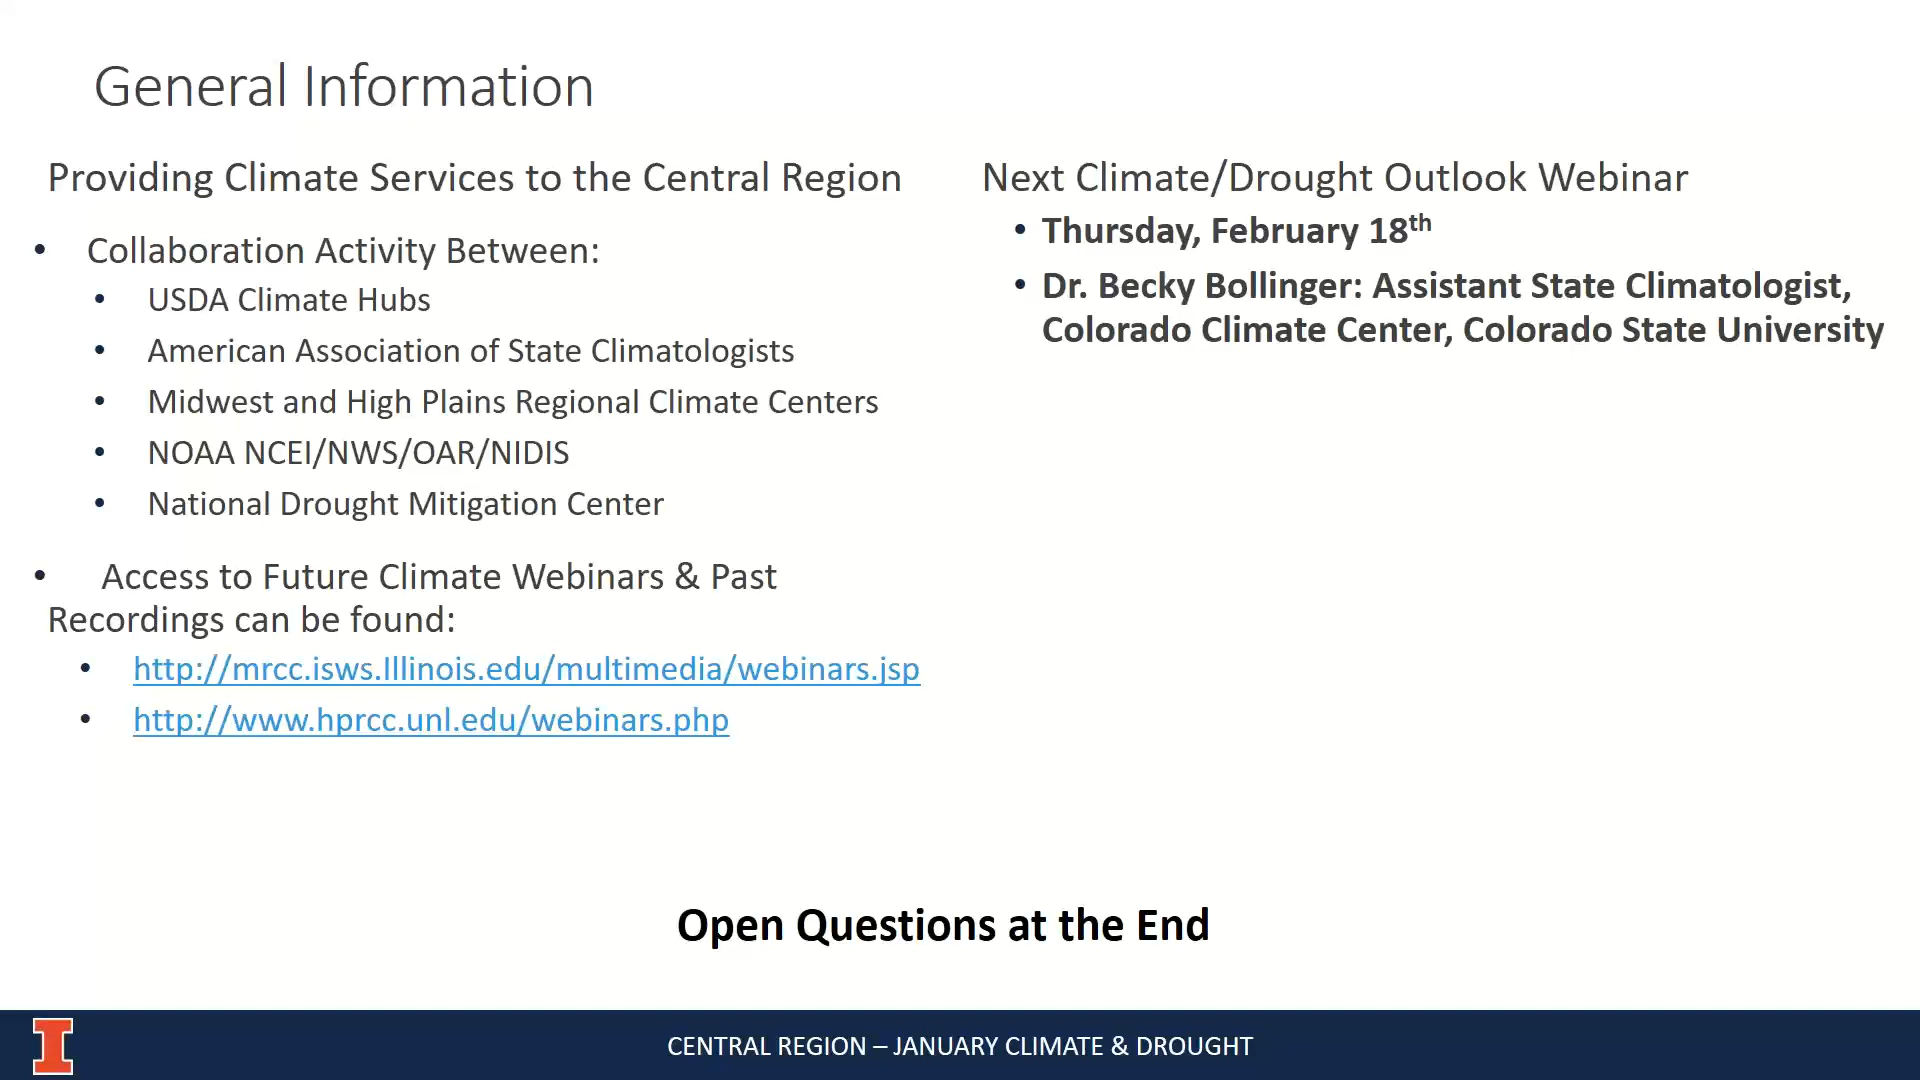 General Information
Providing Climate Services to the Central Region
• Collaboration Activity Between:
• USDA Climate Hubs
• American Association of State Climatologists
• Midwest and High Plains Regional Climate Centers
• NOAA NCEI/NWS/OAR/NIDIS
• National Drought Mitigation Center
• Access to Future Climate Webinars & Past
Recordings can be found:
• http://mrcc.isws.Illinois.edu/multimedia/webinars.jsp
• http://www.hprcc.unl.edu/webinars.php
Next Climate/Drought Outlook Webinar
• Thursday, February 18th
• Dr. Becky Bollinger: Assistant State Climatologist,
Colorado Climate Center, Colorado State University
Open Questions at the End
I
CENTRAL REGION – JANUARY CLIMATE & DROUGHT